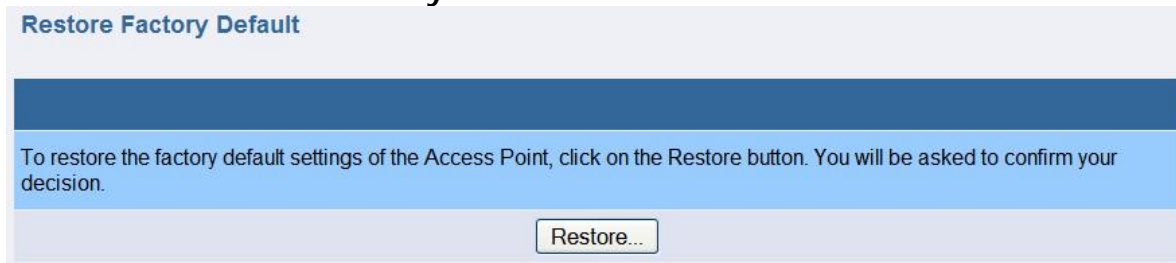 Restore Factory Default
To restore the factory default settings of the Access Point, click on the Restore button. You will be asked to confirm your
decision.
Restore...